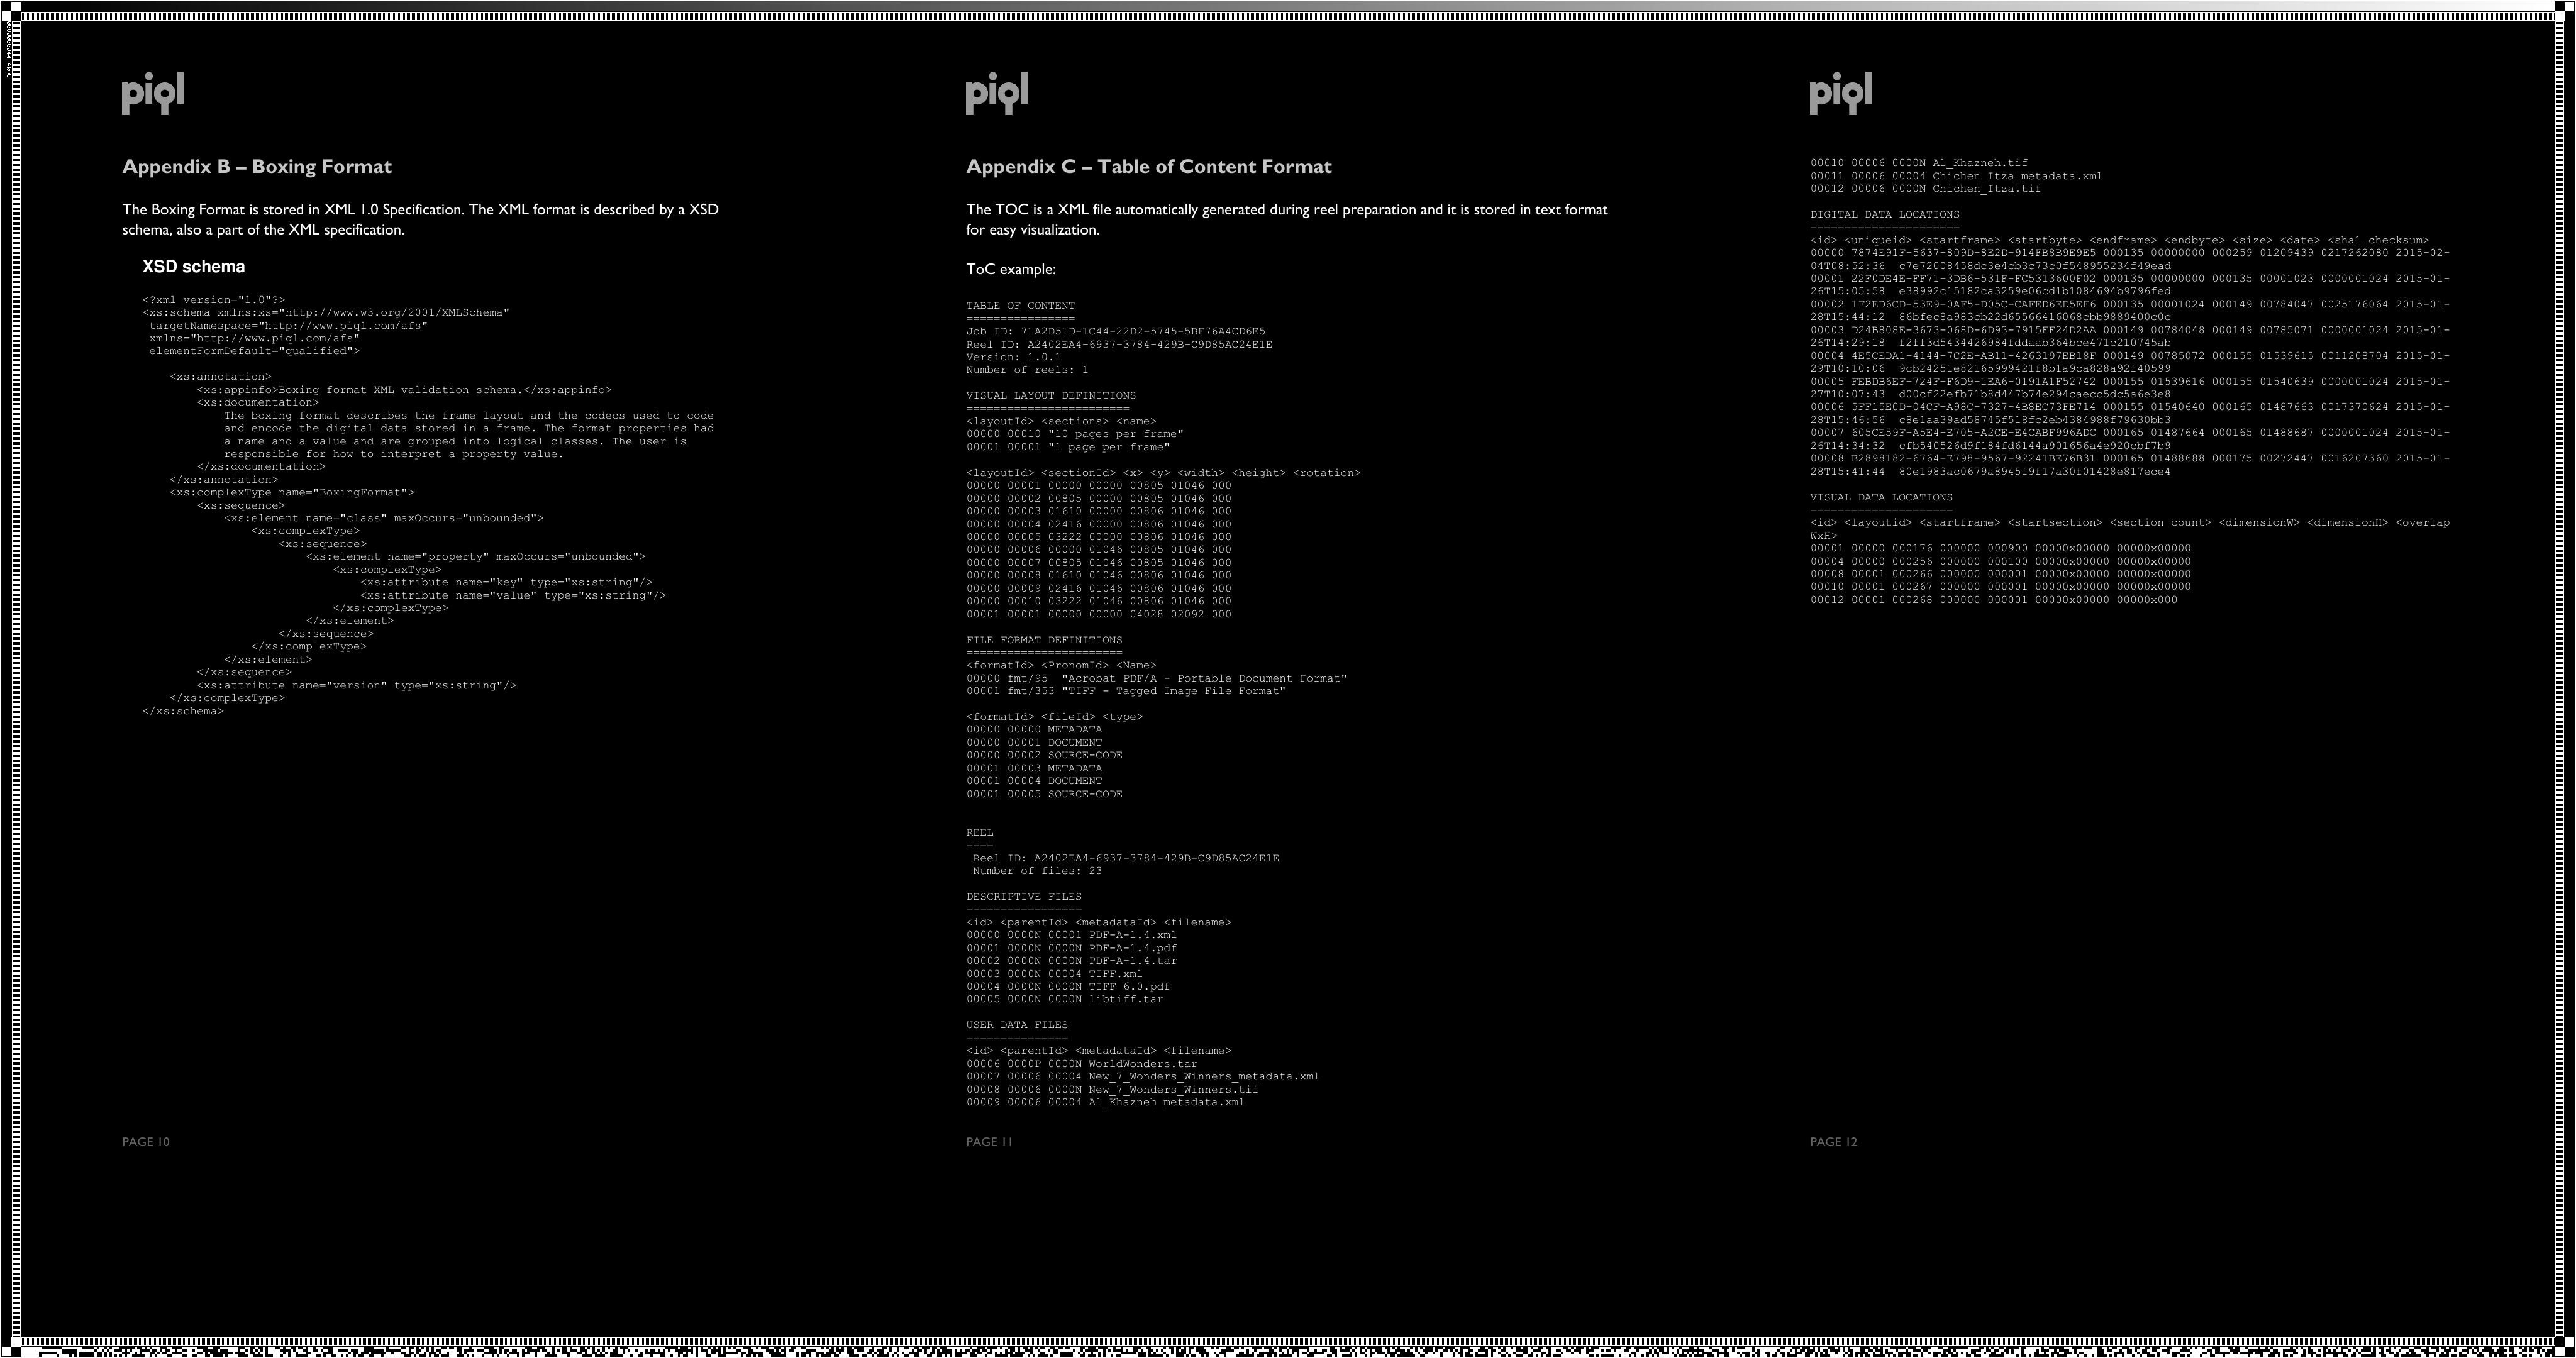 piql
Appendix B – Boxing Format
The Boxing Format is stored in XML 1.0 Specification. The XML format is described by a XSD
schema, also a part of the XML specification.
XSD schema
<?xml version="1.0"?>
<xs:schema xmlns:xs="http://www.w3.org/2001/XMLSchema"
 targetNamespace="http://www.piql.com/afs"
 xmlns="http://www.piql.com/afs"
 elementFormDefault="qualified">

    <xs:annotation>
        <xs:appinfo>Boxing format XML validation schema.</xs:appinfo>
        <xs:documentation>
            The boxing format describes the frame layout and the codecs used to code
            and encode the digital data stored in a frame. The format properties had
            a name and a value and are grouped into logical classes. The user is
            responsible for how to interpret a property value.
        </xs:documentation>
    </xs:annotation>
    <xs:complexType name="BoxingFormat">
        <xs:sequence>
            <xs:element name="class" maxOccurs="unbounded">
                <xs:complexType>
                    <xs:sequence>
                        <xs:element name="property" maxOccurs="unbounded">
                            <xs:complexType>
                                <xs:attribute name="key" type="xs:string"/>
                                <xs:attribute name="value" type="xs:string"/>
                            </xs:complexType>
                        </xs:element>
                    </xs:sequence>
                </xs:complexType>
            </xs:element>
        </xs:sequence>
        <xs:attribute name="version" type="xs:string"/>
    </xs:complexType>
</xs:schema>
PAGE 10
piql
Appendix C – Table of Content Format
The TOC is a XML file automatically generated during reel preparation and it is stored in text format
for easy visualization.
ToC example:
TABLE OF CONTENT
================
Job ID: 71A2D51D-1C44-22D2-5745-5BF76A4CD6E5
Reel ID: A2402EA4-6937-3784-429B-C9D85AC24E1E
Version: 1.0.1
Number of reels: 1

VISUAL LAYOUT DEFINITIONS
========================
<layoutId> <sections> <name>
00000 00010 "10 pages per frame"
00001 00001 "1 page per frame"

<layoutId> <sectionId> <x> <y> <width> <height> <rotation>
00000 00001 00000 00000 00805 01046 000
00000 00002 00805 00000 00805 01046 000
00000 00003 01610 00000 00806 01046 000
00000 00004 02416 00000 00806 01046 000
00000 00005 03222 00000 00806 01046 000
00000 00006 00000 01046 00805 01046 000
00000 00007 00805 01046 00805 01046 000
00000 00008 01610 01046 00806 01046 000
00000 00009 02416 01046 00806 01046 000
00000 00010 03222 01046 00806 01046 000
00001 00001 00000 00000 04028 02092 000

FILE FORMAT DEFINITIONS
=======================
<formatId> <PronomId> <Name>
00000 fmt/95  "Acrobat PDF/A - Portable Document Format"
00001 fmt/353 "TIFF - Tagged Image File Format"

<formatId> <fileId> <type>
00000 00000 METADATA
00000 00001 DOCUMENT
00000 00002 SOURCE-CODE
00001 00003 METADATA
00001 00004 DOCUMENT
00001 00005 SOURCE-CODE

REEL
====
 Reel ID: A2402EA4-6937-3784-429B-C9D85AC24E1E
 Number of files: 23

DESCRIPTIVE FILES
=================
<id> <parentId> <metadataId> <filename>
00000 0000N 00001 PDF-A-1.4.xml
00001 0000N 0000N PDF-A-1.4.pdf
00002 0000N 0000N PDF-A-1.4.tar
00003 0000N 00004 TIFF.xml
00004 0000N 0000N TIFF 6.0.pdf
00005 0000N 0000N libtiff.tar

USER DATA FILES
===============
<id> <parentId> <metadataId> <filename>
00006 0000P 0000N WorldWonders.tar
00007 00006 00004 New_7_Wonders_Winners_metadata.xml
00008 00006 0000N New_7_Wonders_Winners.tif
00009 00006 00004 Al_Khazneh_metadata.xml
PAGE 11
piql
00010 00006 0000N Al_Khazneh.tif
00011 00006 00004 Chichen_Itza_metadata.xml
00012 00006 0000N Chichen_Itza.tif

DIGITAL DATA LOCATIONS
======================
<id> <uniqueid> <startframe> <startbyte> <endframe> <endbyte> <size> <date> <sha1 checksum>
00000 7874E91F-5637-809D-8E2D-914FB8B9E9E5 000135 00000000 000259 01209439 0217262080 2015-02-
04T08:52:36  c7e72008458dc3e4cb3c73c0f548955234f49ead
00001 22F0DE4E-FF71-3DB6-531F-FC5313600F02 000135 00000000 000135 00001023 0000001024 2015-01-
26T15:05:58  e38992c15182ca3259e06cd1b1084694b9796fed
00002 1F2ED6CD-53E9-0AF5-D05C-CAFED6ED5EF6 000135 00001024 000149 00784047 0025176064 2015-01-
28T15:44:12  86bfec8a983cb22d65566416068cbb9889400c0c
00003 D24B808E-3673-068D-6D93-7915FF24D2AA 000149 00784048 000149 00785071 0000001024 2015-01-
26T14:29:18  f2ff3d5434426984fddaab364bce471c210745ab
00004 4E5CEDA1-4144-7C2E-AB11-4263197EB18F 000149 00785072 000155 01539615 0011208704 2015-01-
29T10:10:06  9cb24251e82165999421f8b1a9ca828a92f40599
00005 FEBDB6EF-724F-F6D9-1EA6-0191A1F52742 000155 01539616 000155 01540639 0000001024 2015-01-
27T10:07:43  d00cf22efb71b8d447b74e294caecc5dc5a6e3e8
00006 5FF15E0D-04CF-A98C-7327-4B8EC73FE714 000155 01540640 000165 01487663 0017370624 2015-01-
28T15:46:56  c8e1aa39ad58745f518fc2eb4384988f79630bb3
00007 605CE59F-A5E4-E705-A2CE-E4CABF996ADC 000165 01487664 000165 01488687 0000001024 2015-01-
26T14:34:32  cfb540526d9f184fd6144a901656a4e920cbf7b9
00008 B2898182-6764-E798-9567-92241BE76B31 000165 01488688 000175 00272447 0016207360 2015-01-
28T15:41:44  80e1983ac0679a8945f9f17a30f01428e817ece4

VISUAL DATA LOCATIONS
=====================
<id> <layoutid> <startframe> <startsection> <section count> <dimensionW> <dimensionH> <overlap
WxH>
00001 00000 000176 000000 000900 00000x00000 00000x00000
00004 00000 000256 000000 000100 00000x00000 00000x00000
00008 00001 000266 000000 000001 00000x00000 00000x00000
00010 00001 000267 000000 000001 00000x00000 00000x00000
00012 00001 000268 000000 000001 00000x00000 00000x000
PAGE 12